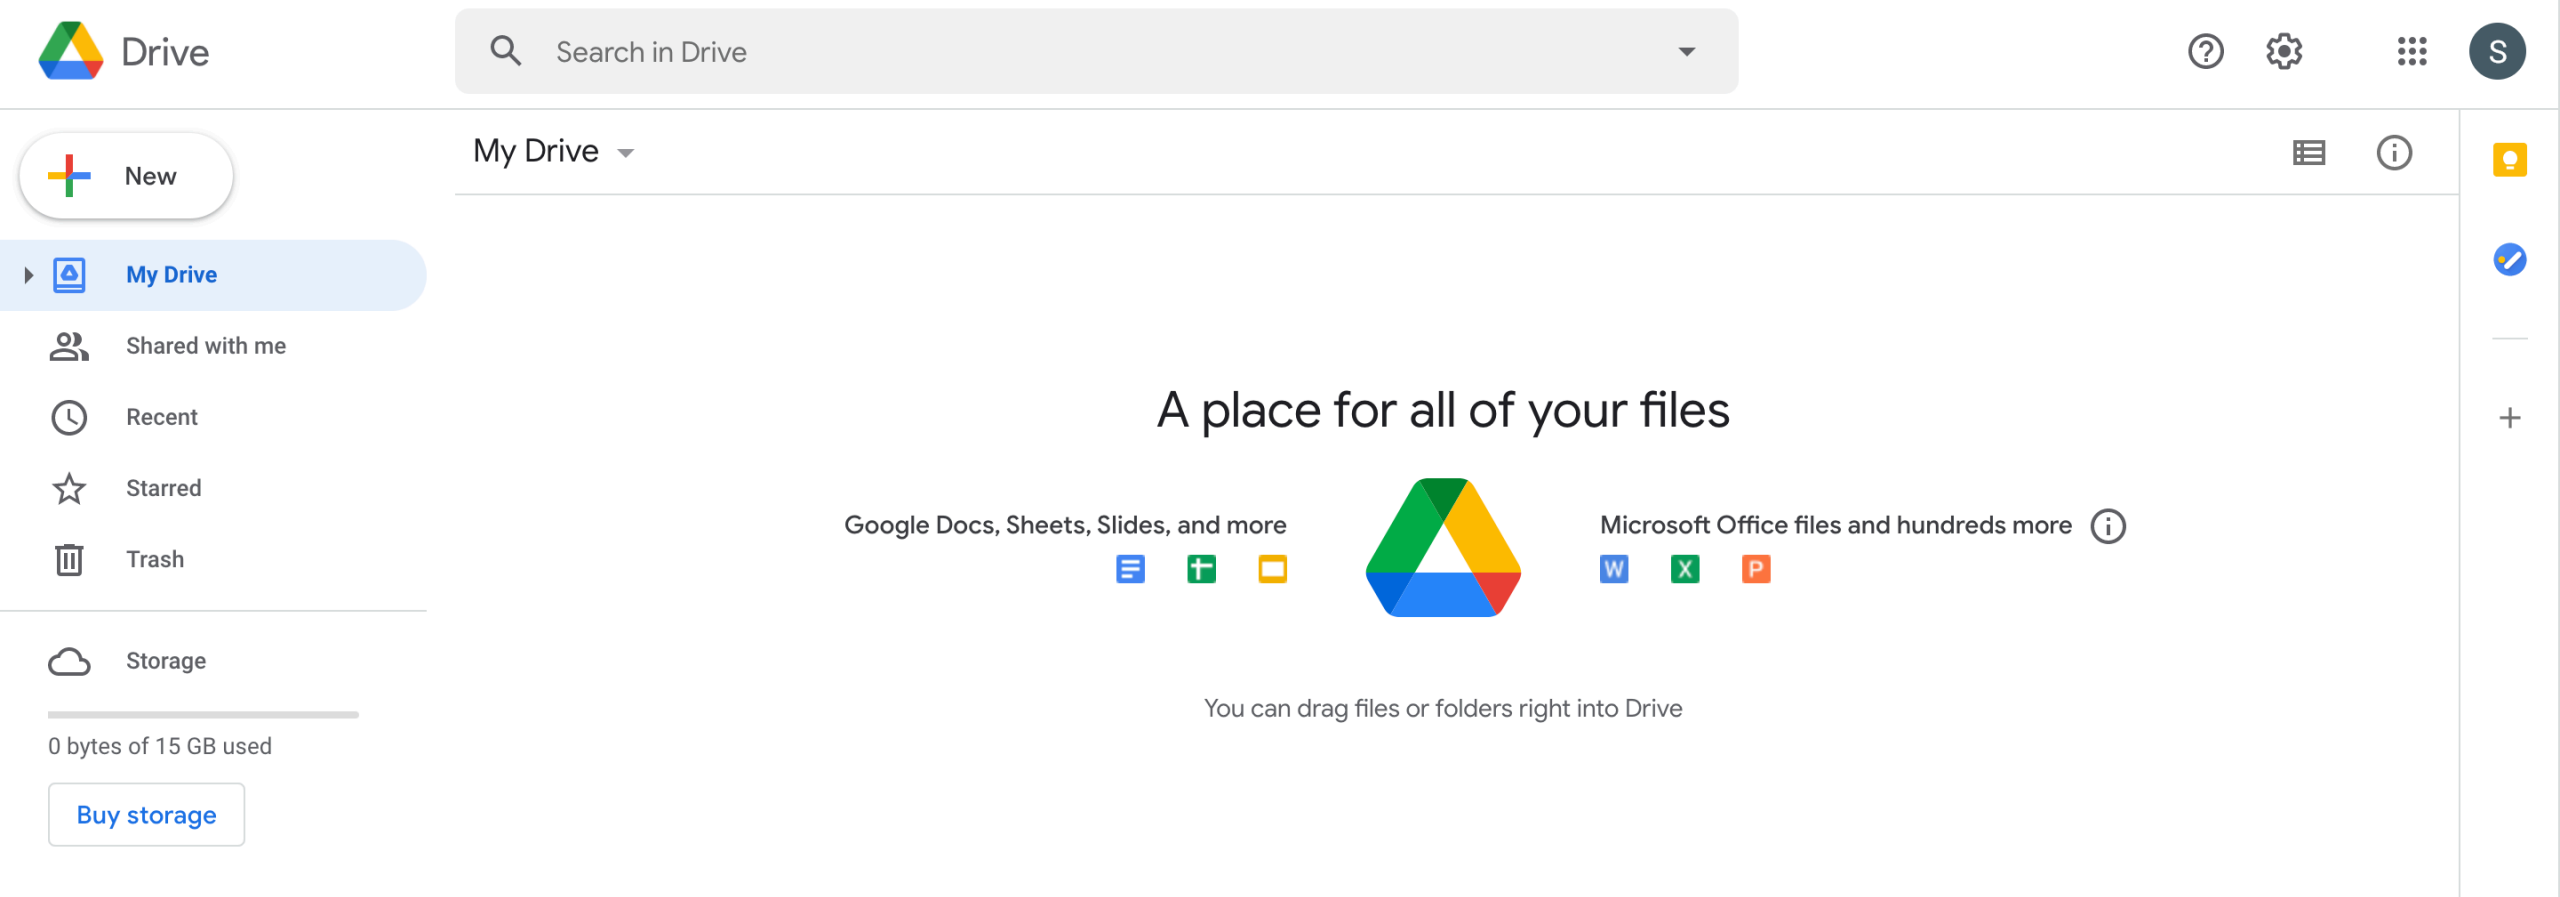 Drive
Search in Drive
S
New
My Drive
My Drive
Shared with me
Recent
Starred
Trash
Storage
0 bytes of 15 GB used
Buy storage
A place for all of your files
Google Docs, Sheets, Slides, and more
Microsoft Office files and hundreds more
W X P
You can drag files or folders right into Drive